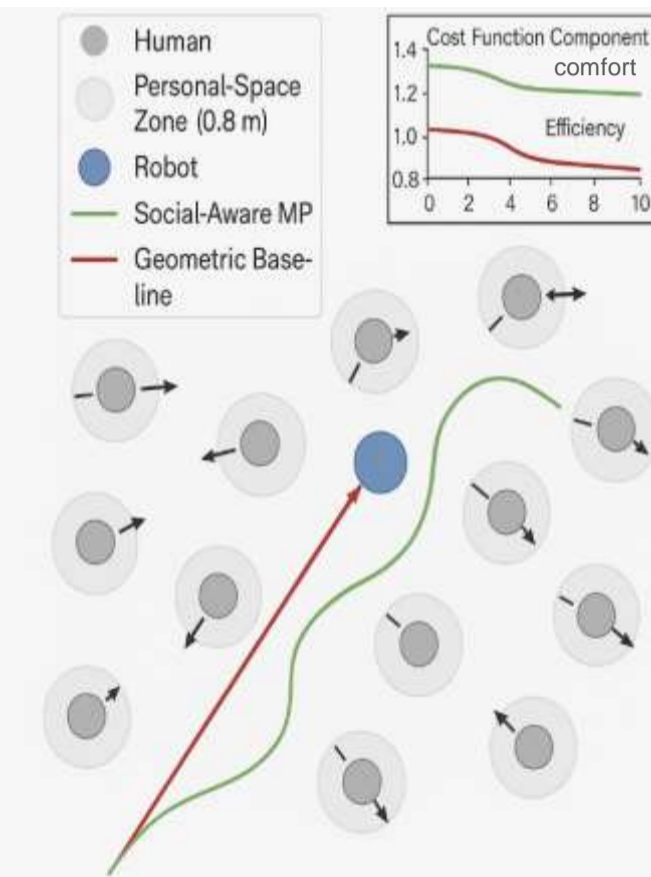 Human
Personal-Space
Zone (0.8 m)
Robot
Social-Aware MP
Geometric Base-
line
Cost Function Component
comfort
Efficiency
1.4
1.2
1.0
0.8
0 2 4 6 8 10